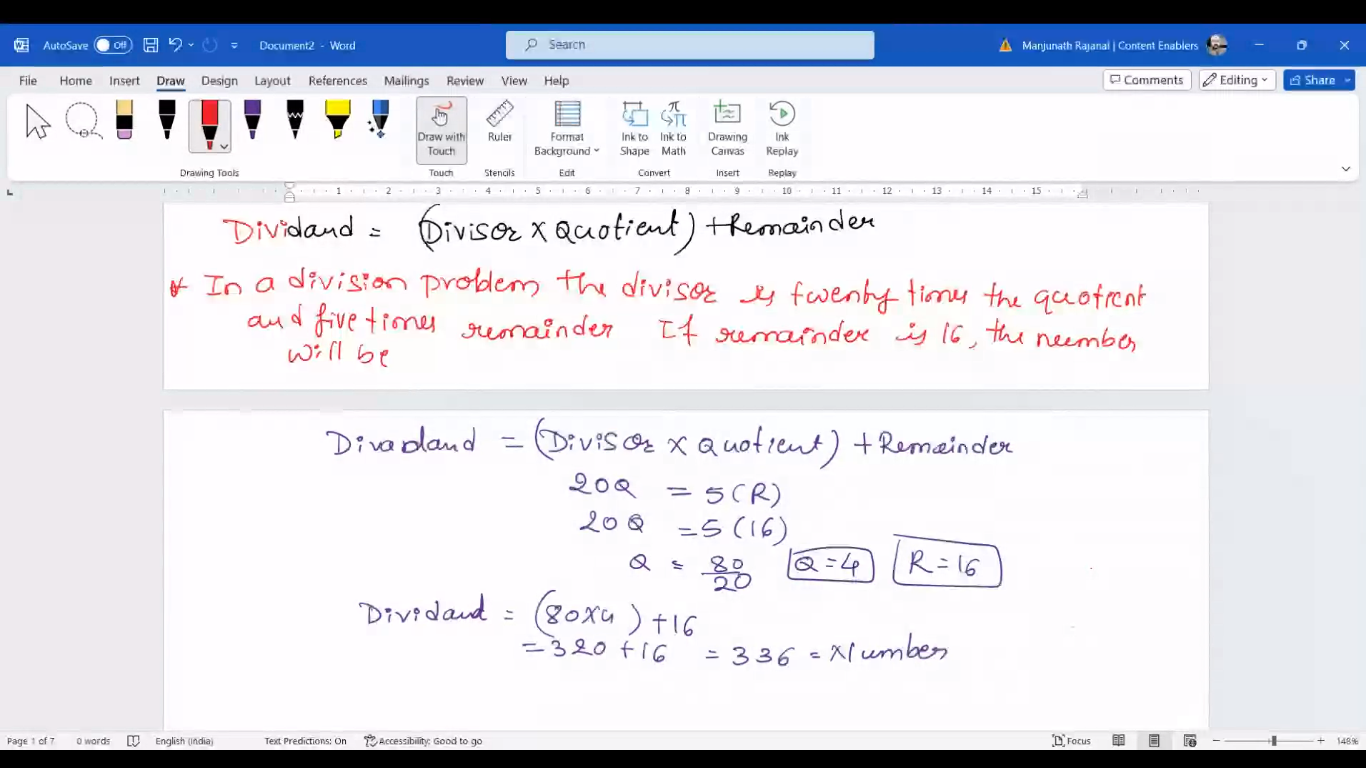 AutoSave Off Document2 - Word Search Manjunath Rajanal | Content Enablers
File Home Insert Draw Design Layout References Mailings Review View Help Comments Editing Share
Draw with Touch Ruler Format Background Ink to Shape Ink to Math Drawing Canvas Ink Replay
Drawing Tools Touch Stencils Edit Convert Insert Replay
1 2 3 4 5 6 7 8 9 10 11 12 13 14 15
Dividand = (Divisor X Quotient) + Remainder
* In a division problem the divisor is twenty times the quotient
and five times remainder If remainder is 16, the number
will be
Divadand = (Divisor X Quotient) + Remainder
20Q = 5(R)
20Q = 5(16)
Q = 80/20 Q = 4 R = 16
Dividand = (80X4) + 16
= 320 + 16 = 336 = Number
Page 1 of 7 0 words English (India) Text Predictions: On Accessibility: Good to go Focus 148%